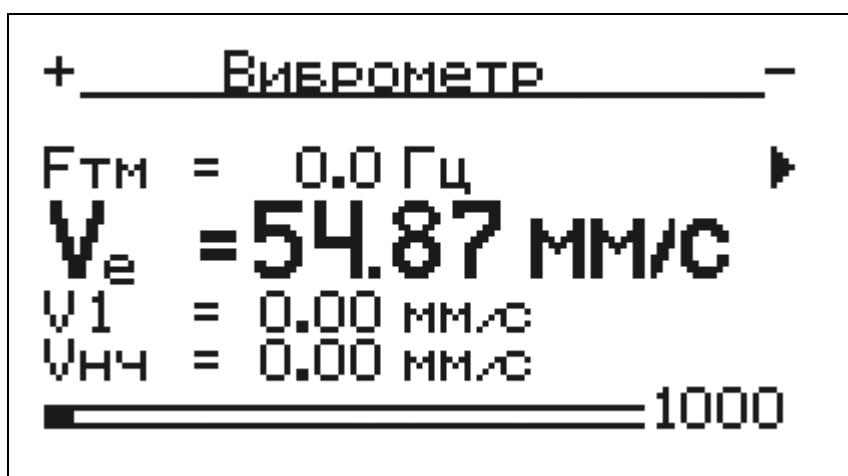 + Виброметр −
Fтм = 0.0 Гц
Ve = 54.87 мм/с
V1 = 0.00 мм/с
Vнч = 0.00 мм/с
1000